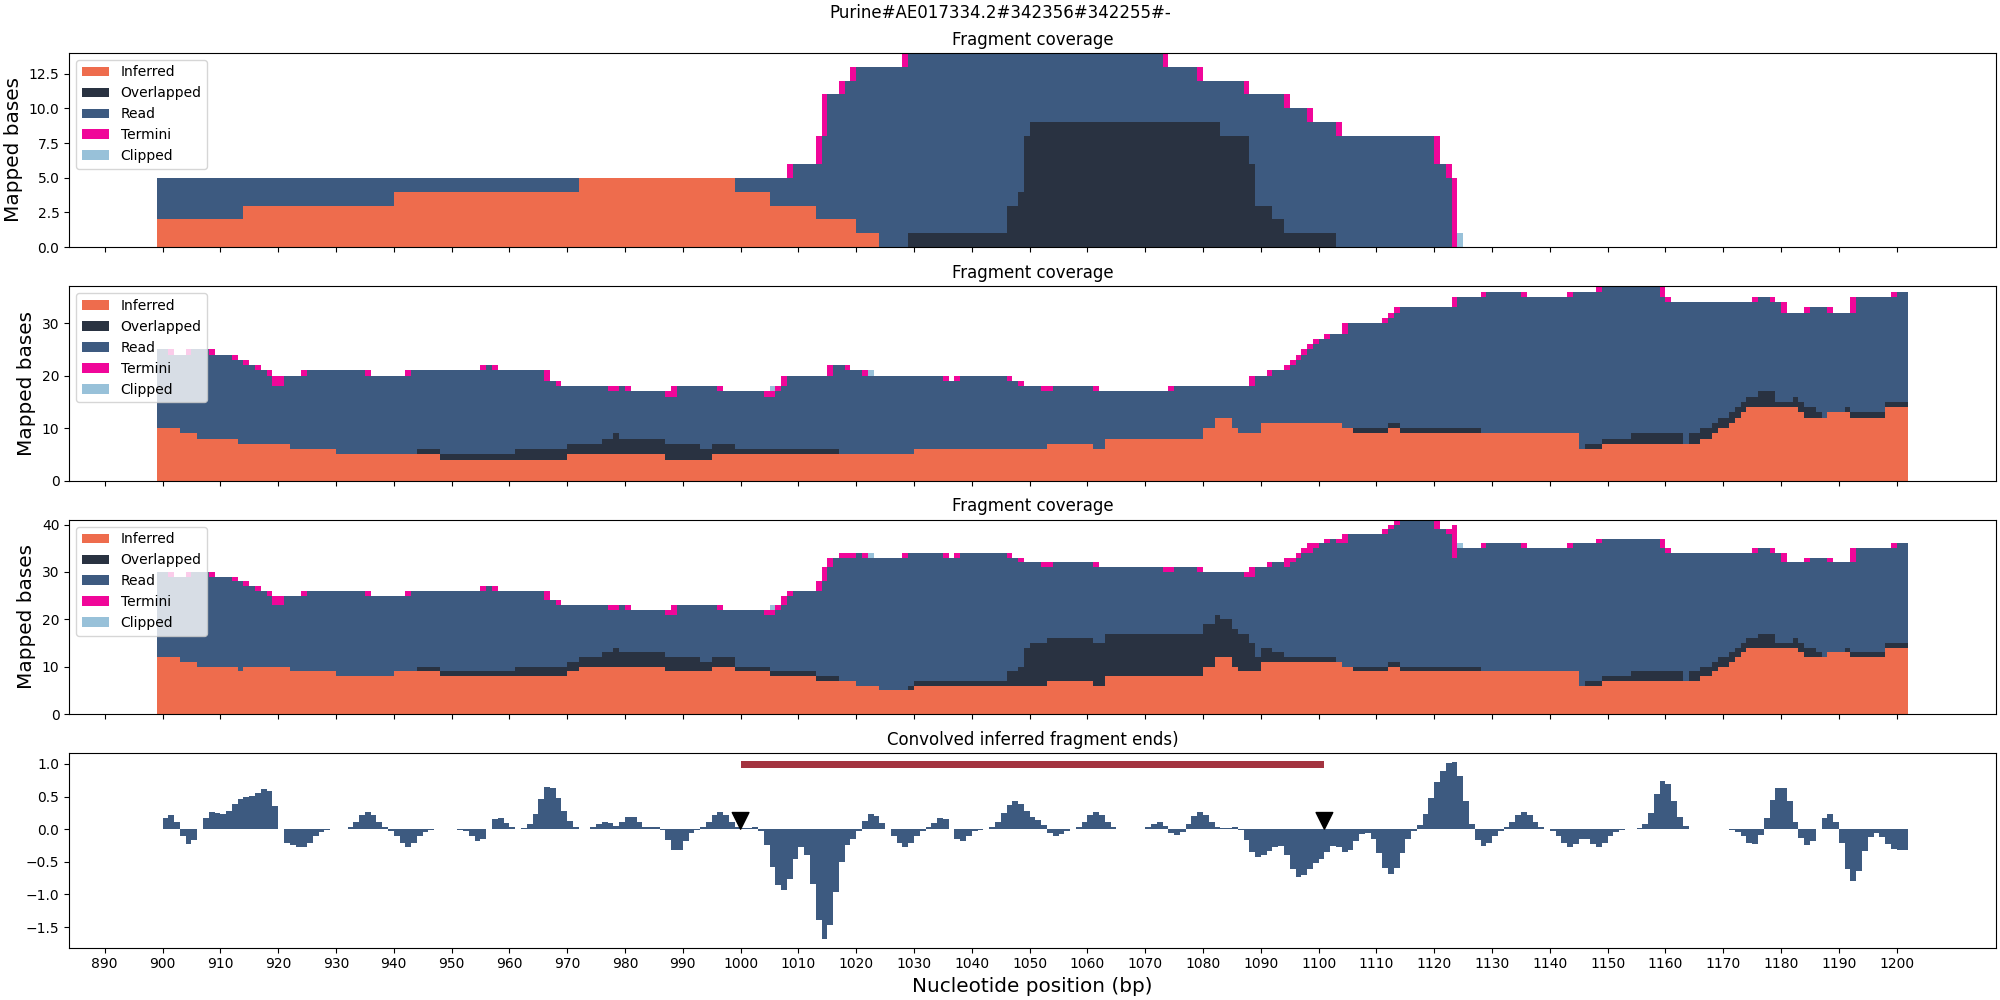 Purine#AE017334.2#342356#342255#-
Fragment coverage
Mapped bases
12.5
10.0
7.5
5.0
2.5
0.0
Inferred
Overlapped
Read
Termini
Clipped
Fragment coverage
Mapped bases
30
20
10
0
Inferred
Overlapped
Read
Termini
Clipped
Fragment coverage
Mapped bases
40
30
20
10
0
Inferred
Overlapped
Read
Termini
Clipped
Convolved inferred fragment ends)
1.0
0.5
0.0
−0.5
−1.0
−1.5
890 900 910 920 930 940 950 960 970 980 990 1000 1010 1020 1030 1040 1050 1060 1070 1080 1090 1100 1110 1120 1130 1140 1150 1160 1170 1180 1190 1200
Nucleotide position (bp)